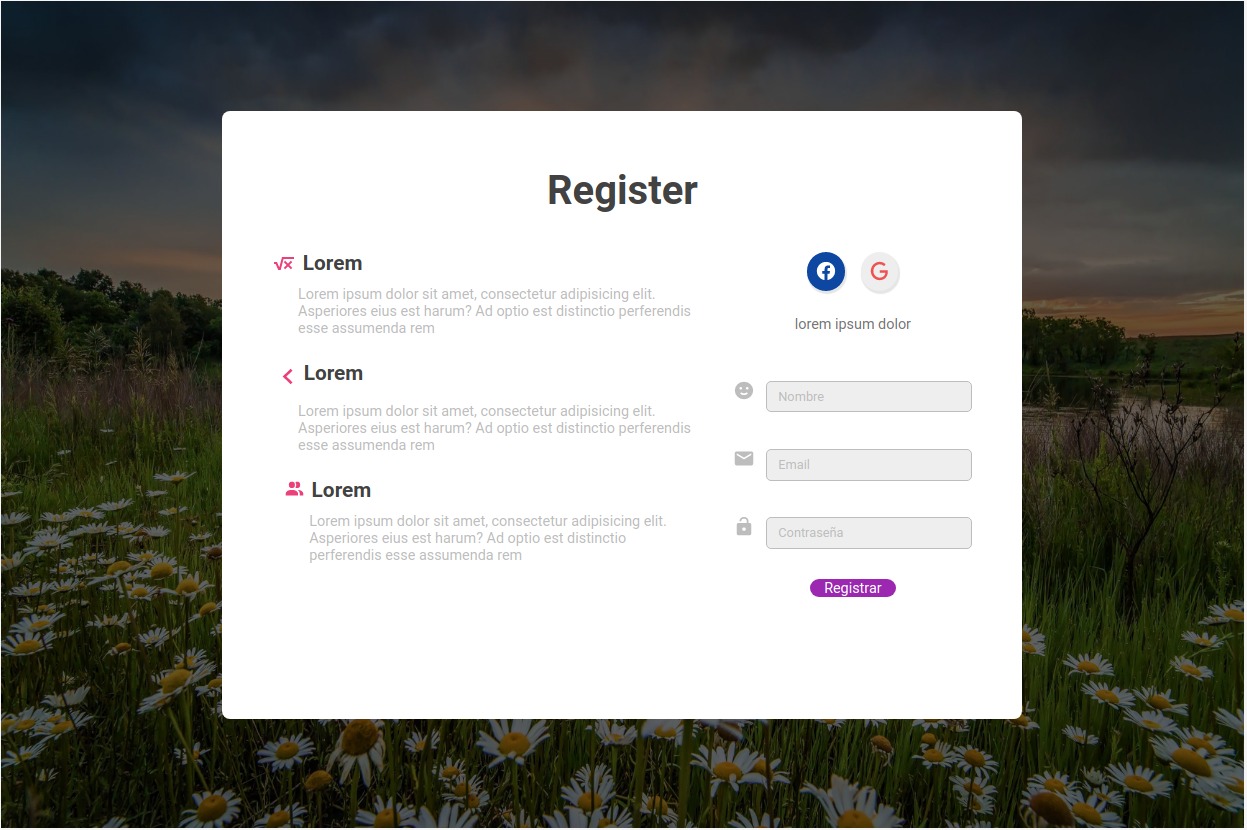 Register
Lorem
Lorem ipsum dolor sit amet, consectetur adipisicing elit.
Asperiores eius est harum? Ad optio est distinctio perferendis
esse assumenda rem
Lorem
Lorem ipsum dolor sit amet, consectetur adipisicing elit.
Asperiores eius est harum? Ad optio est distinctio perferendis
esse assumenda rem
Lorem
Lorem ipsum dolor sit amet, consectetur adipisicing elit.
Asperiores eius est harum? Ad optio est distinctio
perferendis esse assumenda rem
lorem ipsum dolor
Nombre
Email
Contraseña
Registrar